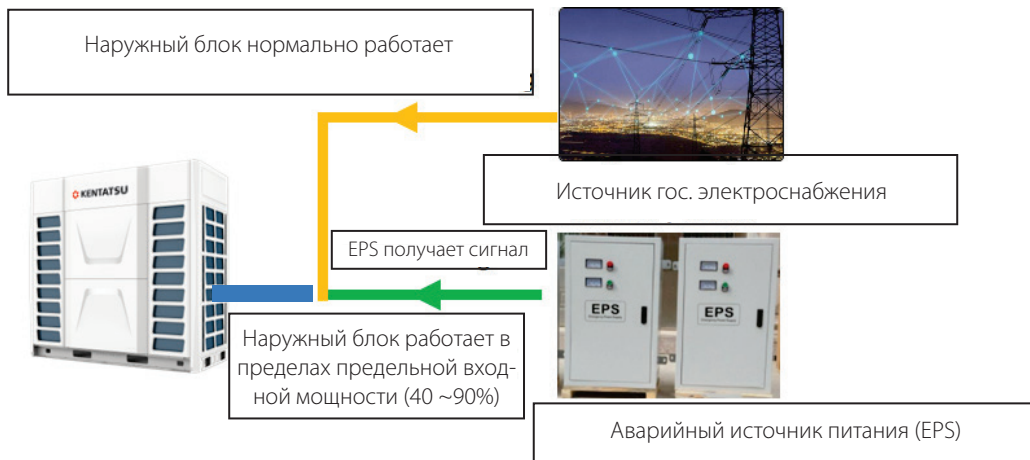 Наружный блок нормально работает
KENTATSU
Источник гос. электроснабжения
EPS получает сигнал
EPS
EPS
Наружный блок работает в
пределах предельной вход-
ной мощности (40 ~90%)
Аварийный источник питания (EPS)